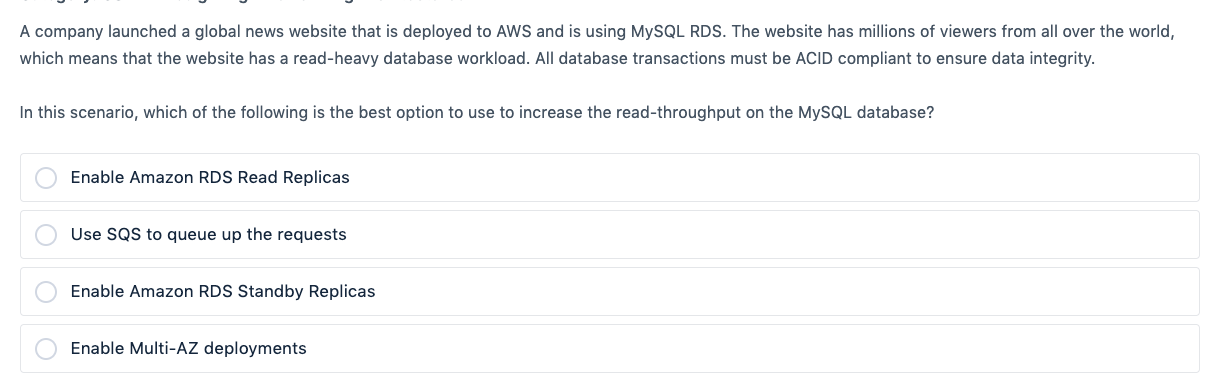 A company launched a global news website that is deployed to AWS and is using MySQL RDS. The website has millions of viewers from all over the world,
which means that the website has a read-heavy database workload. All database transactions must be ACID compliant to ensure data integrity.
In this scenario, which of the following is the best option to use to increase the read-throughput on the MySQL database?
Enable Amazon RDS Read Replicas
Use SQS to queue up the requests
Enable Amazon RDS Standby Replicas
Enable Multi-AZ deployments